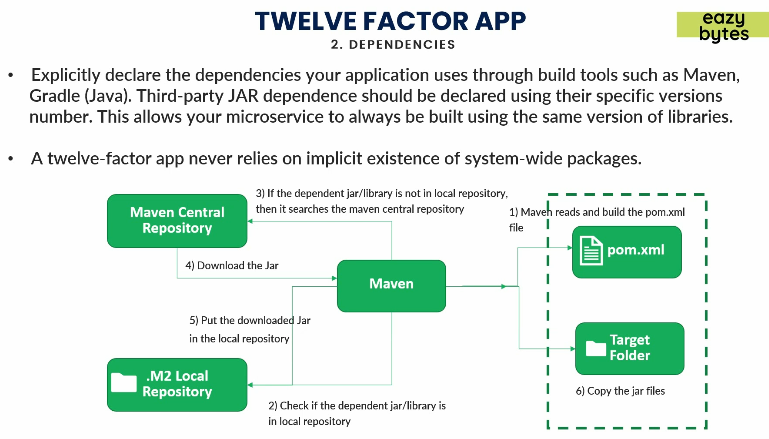 TWELVE FACTOR APP
eazy
bytes
2. DEPENDENCIES
• Explicitly declare the dependencies your application uses through build tools such as Maven,
Gradle (Java). Third-party JAR dependence should be declared using their specific versions
number. This allows your microservice to always be built using the same version of libraries.
• A twelve-factor app never relies on implicit existence of system-wide packages.
3) If the dependent jar/library is not in local repository,
then it searches the maven central repository
Maven Central
Repository
1) Maven reads and build the pom.xml
file
pom.xml
4) Download the Jar
Maven
5) Put the downloaded Jar
in the local repository
Target
Folder
.M2 Local
Repository
6) Copy the jar files
2) Check if the dependent jar/library is
in local repository